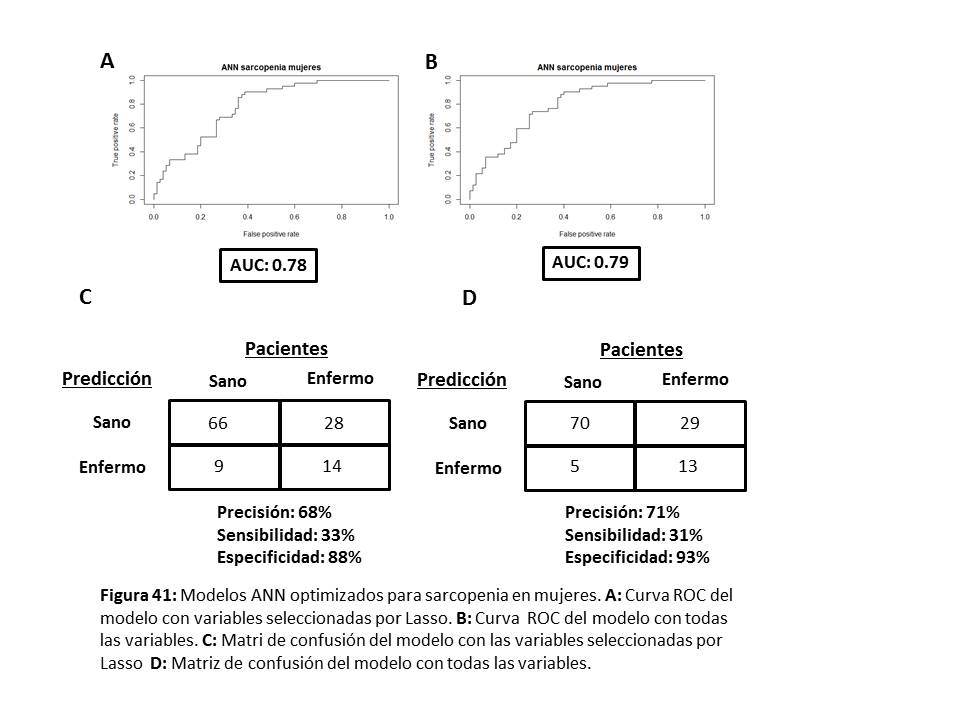 A
B
ANN sarcopenia mujeres
ANN sarcopenia mujeres
True positive rate
0.0 0.2 0.4 0.6 0.8 1.0
0.0 0.2 0.4 0.6 0.8 1.0
False positive rate
True positive rate
0.0 0.2 0.4 0.6 0.8 1.0
0.0 0.2 0.4 0.6 0.8 1.0
False positive rate
AUC: 0.78
AUC: 0.79
C
D
Pacientes
Predicción Sano Enfermo
Sano 66 28
Enfermo 9 14
Precisión: 68%
Sensibilidad: 33%
Especificidad: 88%
Pacientes
Predicción Sano Enfermo
Sano 70 29
Enfermo 5 13
Precisión: 71%
Sensibilidad: 31%
Especificidad: 93%
Figura 41: Modelos ANN optimizados para sarcopenia en mujeres. A: Curva ROC del
modelo con variables seleccionadas por Lasso. B: Curva ROC del modelo con todas
las variables. C: Matri de confusión del modelo con las variables seleccionadas por
Lasso D: Matriz de confusión del modelo con todas las variables.